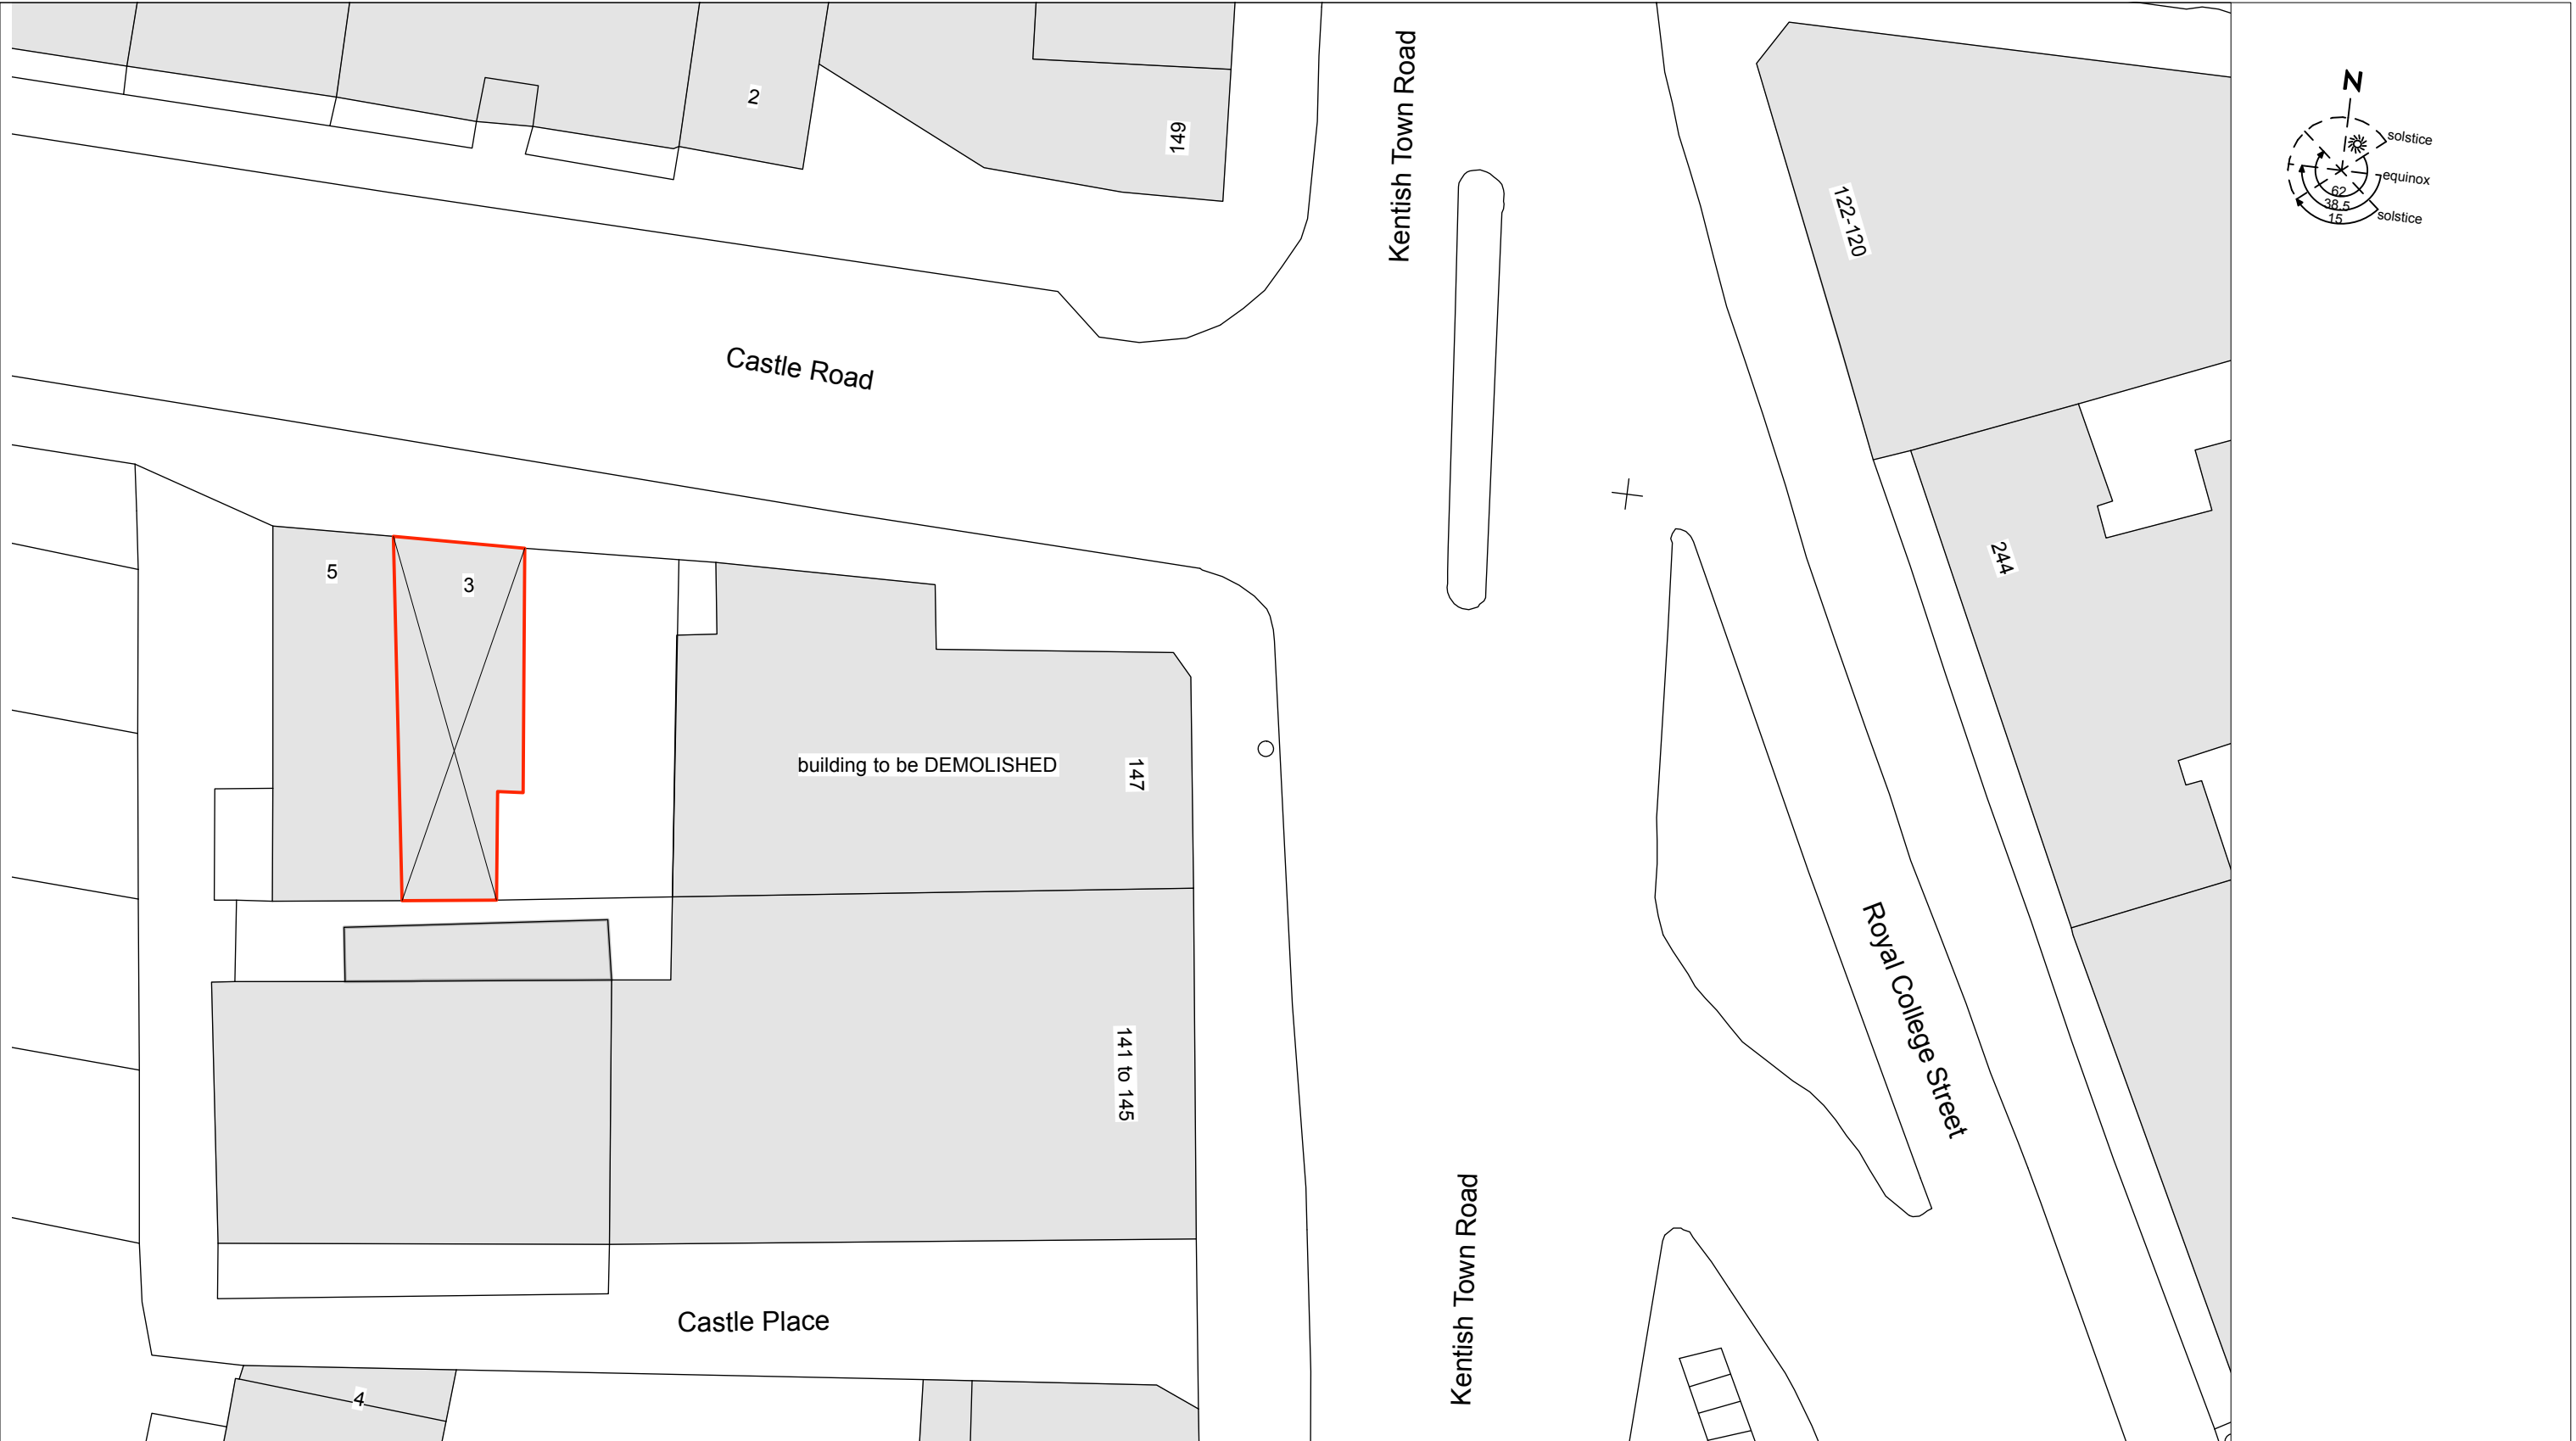 Kentish Town Road
N
2
149
solstice
equinox
62
38.5
15
solstice
122-120
Castle Road
5
3
244
building to be DEMOLISHED
147
Royal College Street
141 to 145
Kentish Town Road
Castle Place
4